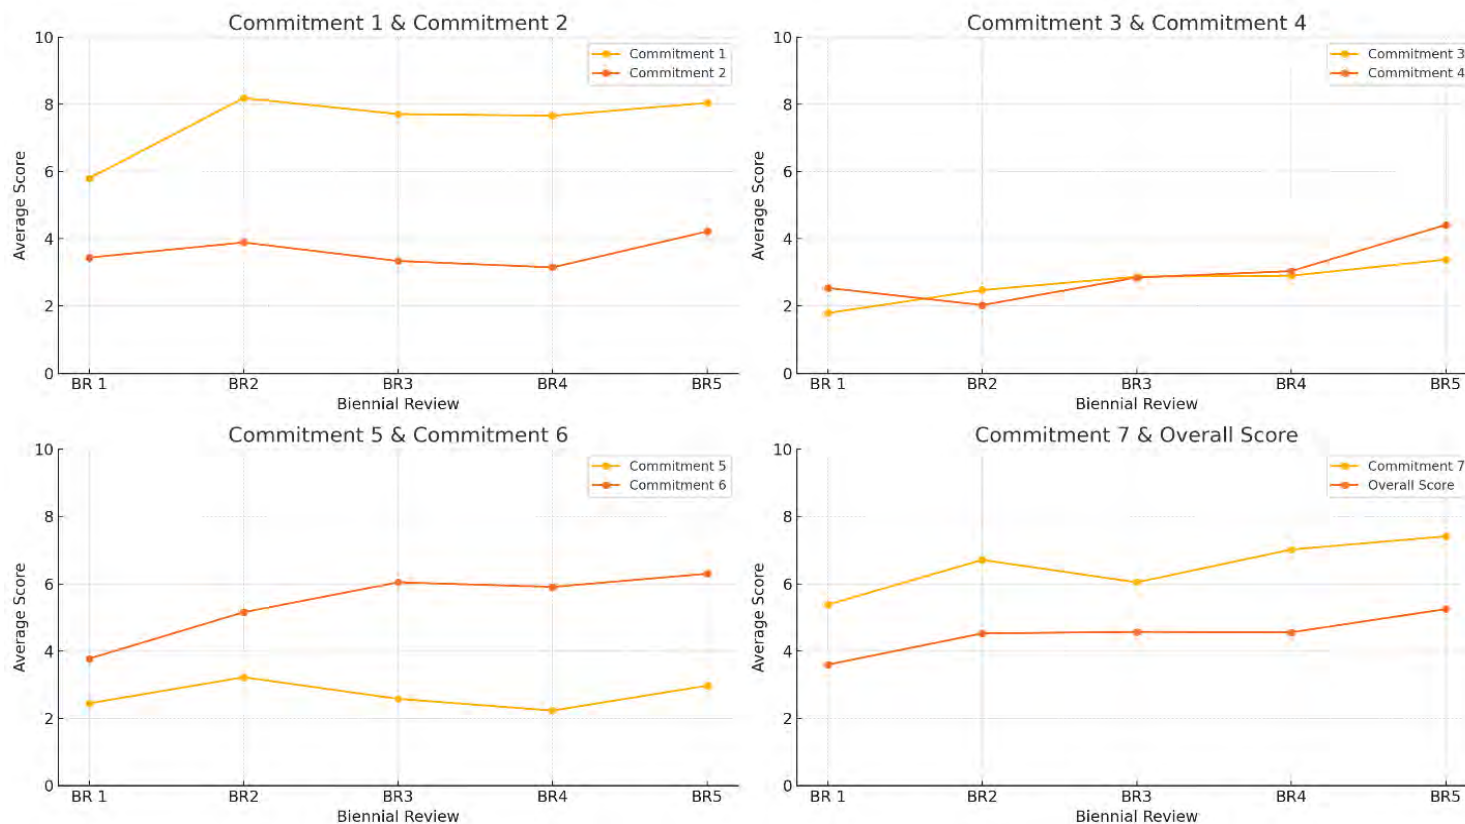 Commitment 1 & Commitment 2
10
8
6
4
2
0
Average Score
Commitment 1
Commitment 2
BR 1
BR2
BR3
BR4
BR5
Biennial Review
Commitment 3 & Commitment 4
10
8
6
4
2
0
Average Score
Commitment 3
Commitment 4
BR 1
BR2
BR3
BR4
BR5
Biennial Review
Commitment 5 & Commitment 6
10
8
6
4
2
0
Average Score
Commitment 5
Commitment 6
BR 1
BR2
BR3
BR4
BR5
Biennial Review
Commitment 7 & Overall Score
10
8
6
4
2
0
Average Score
Commitment 7
Overall Score
BR 1
BR2
BR3
BR4
BR5
Biennial Review